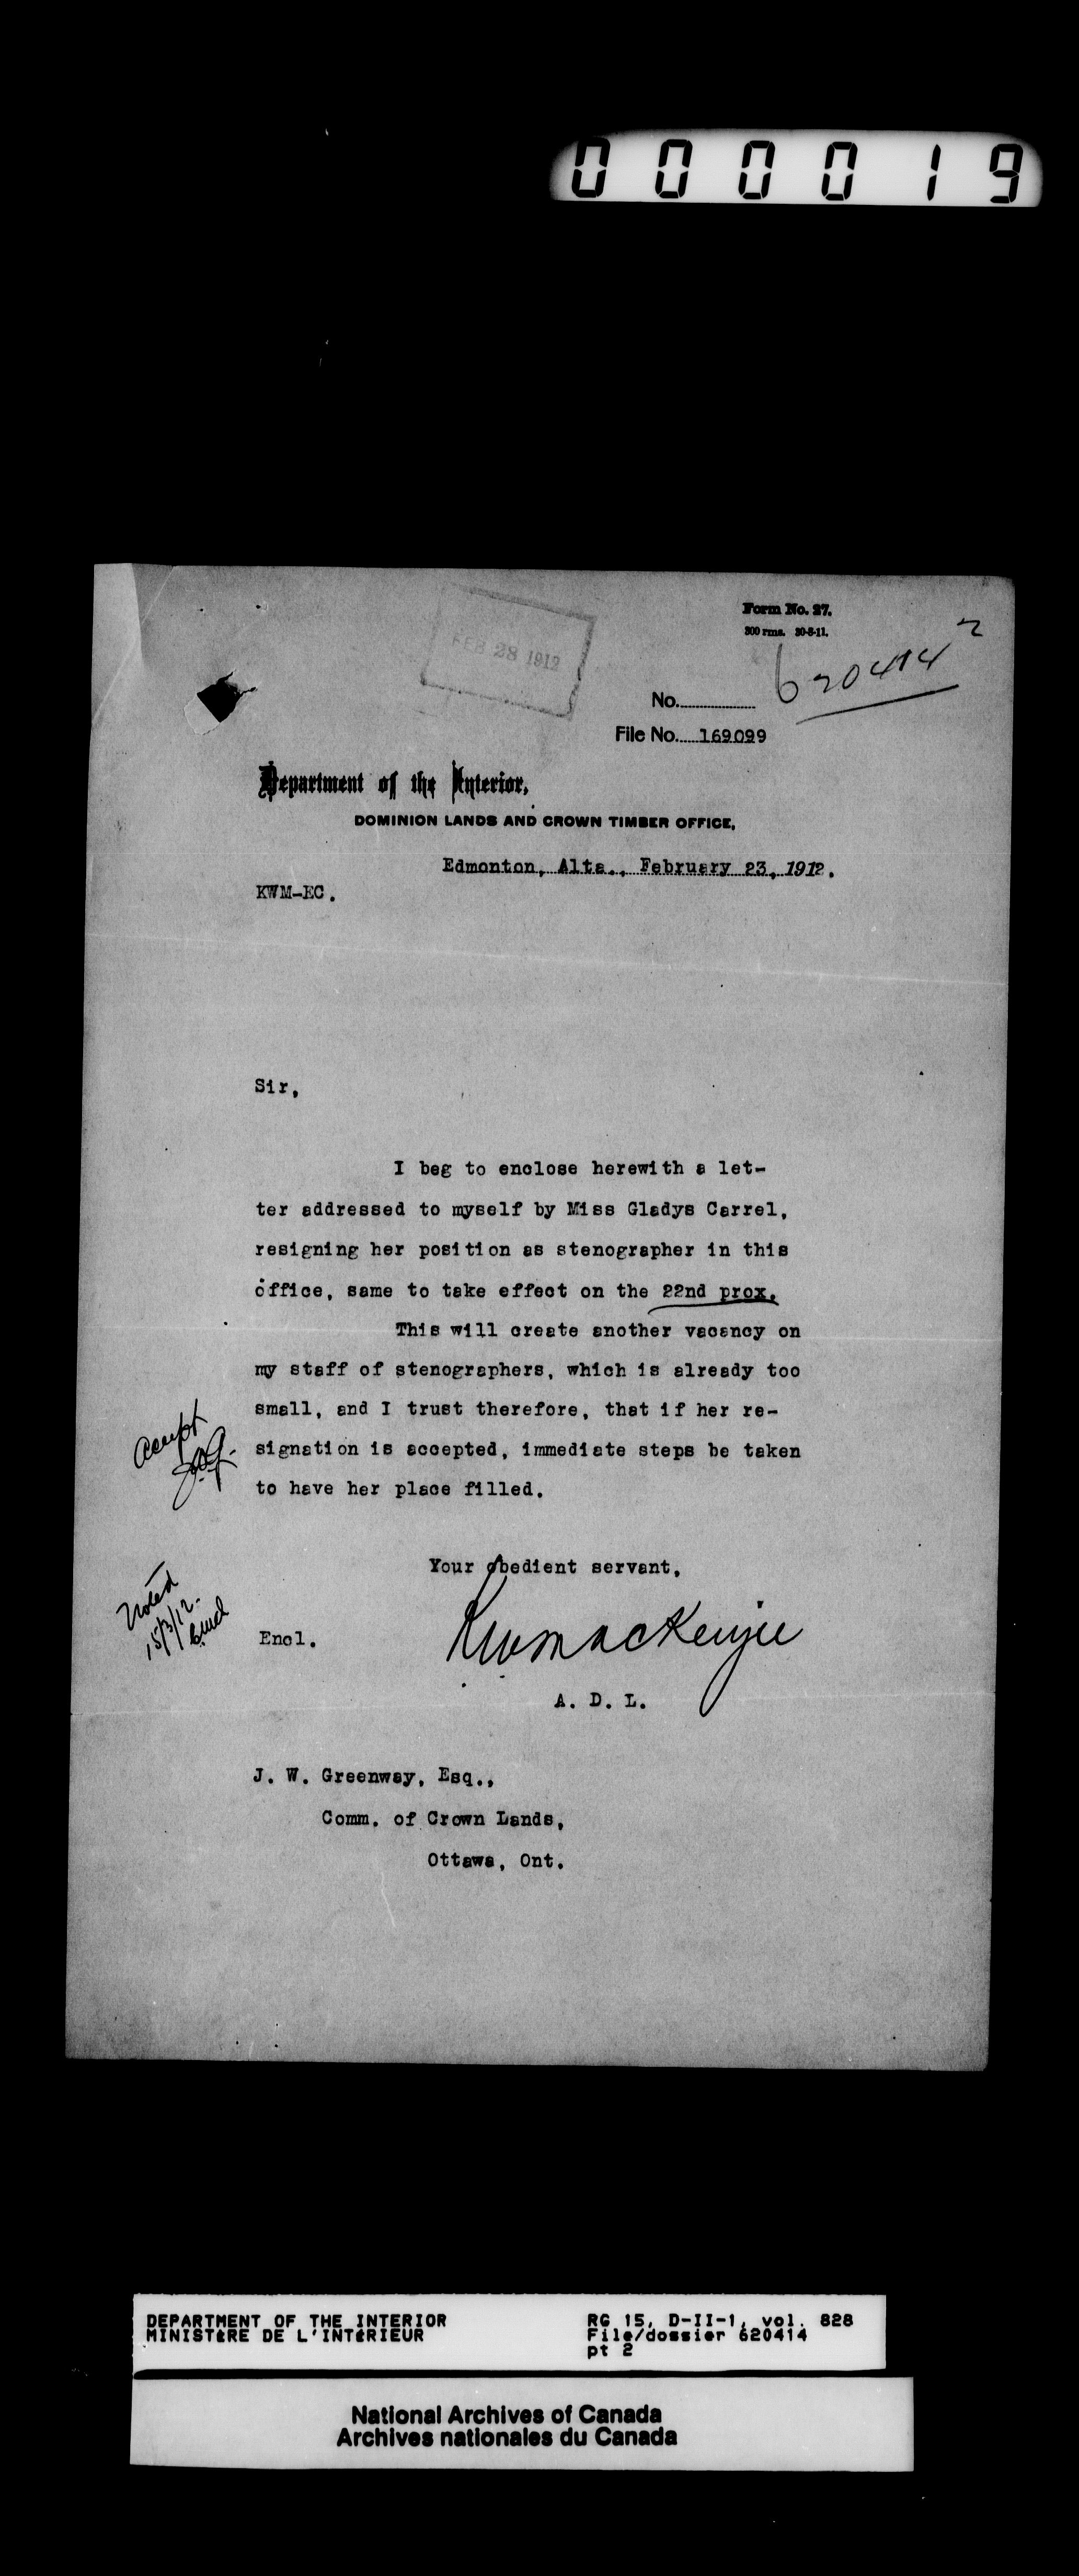 000019
Form No. 27.
300 rms. 30-8-11.
FEB 28 1912
620414 2
No.
File No. 169099
Department of the Interior,
DOMINION LANDS AND CROWN TIMBER OFFICE,
Edmonton, Alta., February 23, 1912.
KWM-EC.
Sir,
I beg to enclose herewith a let-
ter addressed to myself by Miss Gladys Carrel,
resigning her position as stenographer in this
office, same to take effect on the 22nd prox.
This will create another vacancy on
my staff of stenographers, which is already too
small, and I trust therefore, that if her re-
signation is accepted, immediate steps be taken
to have her place filled.
Accept
Your obedient servant,
Noted
15/3/12.
Encl.
KWMacKenzie
A. D. L.
J. W. Greenway, Esq.,
Comm. of Crown Lands,
Ottawa, Ont.
DEPARTMENT OF THE INTERIOR
MINISTÈRE DE L'INTÉRIEUR
RG 15, D-II-1, vol. 828
File/dossier 620414
pt 2
National Archives of Canada
Archives nationales du Canada